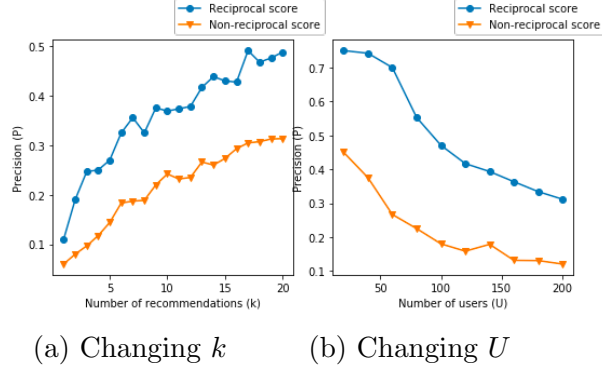 Reciprocal score
Non-reciprocal score
Precision (P)
0.5
0.4
0.3
0.2
0.1
5
10
15
20
Number of recommendations (k)
(a) Changing k
Reciprocal score
Non-reciprocal score
Precision (P)
0.7
0.6
0.5
0.4
0.3
0.2
0.1
50
100
150
200
Number of users (U)
(b) Changing U